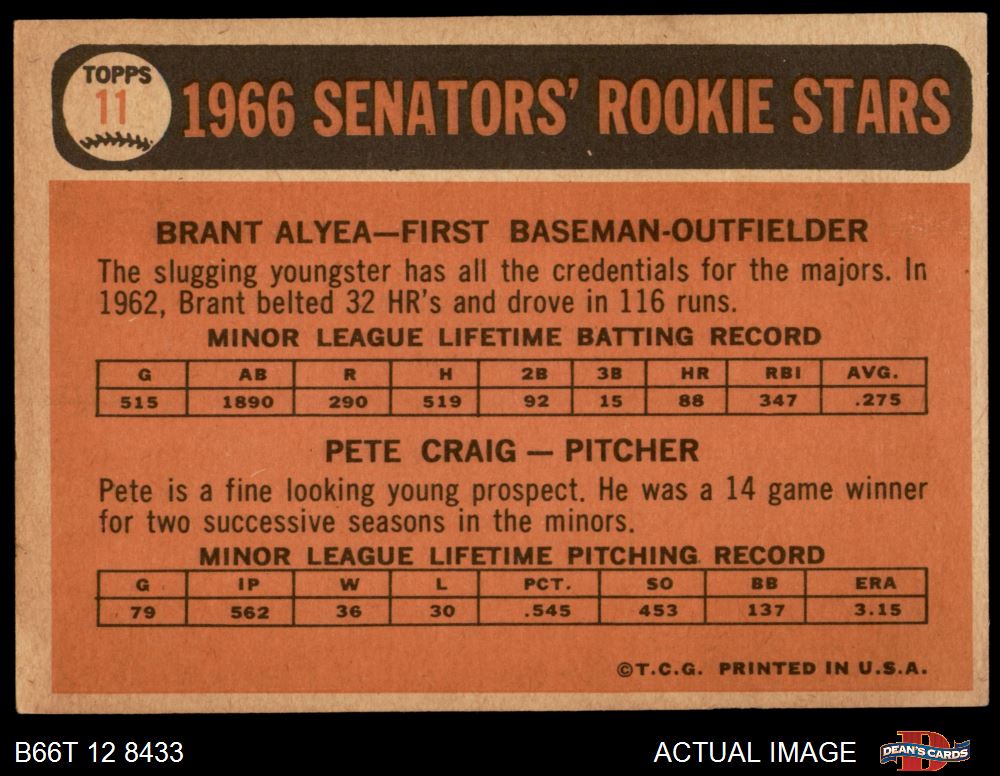 TOPPS
11
1966 SENATORS' ROOKIE STARS
BRANT ALYEA—FIRST BASEMAN-OUTFIELDER
The slugging youngster has all the credentials for the majors. In
1962, Brant belted 32 HR's and drove in 116 runs.
MINOR LEAGUE LIFETIME BATTING RECORD
G AB R H 2B 3B HR RBI AVG.
515 1890 290 519 92 15 88 347 .275
PETE CRAIG — PITCHER
Pete is a fine looking young prospect. He was a 14 game winner
for two successive seasons in the minors.
MINOR LEAGUE LIFETIME PITCHING RECORD
G IP W L PCT. SO BB ERA
79 562 36 30 .545 453 137 3.15
©T.C.G. PRINTED IN U.S.A.
B66T 12 8433
ACTUAL IMAGE
D
DEAN'S CARDS